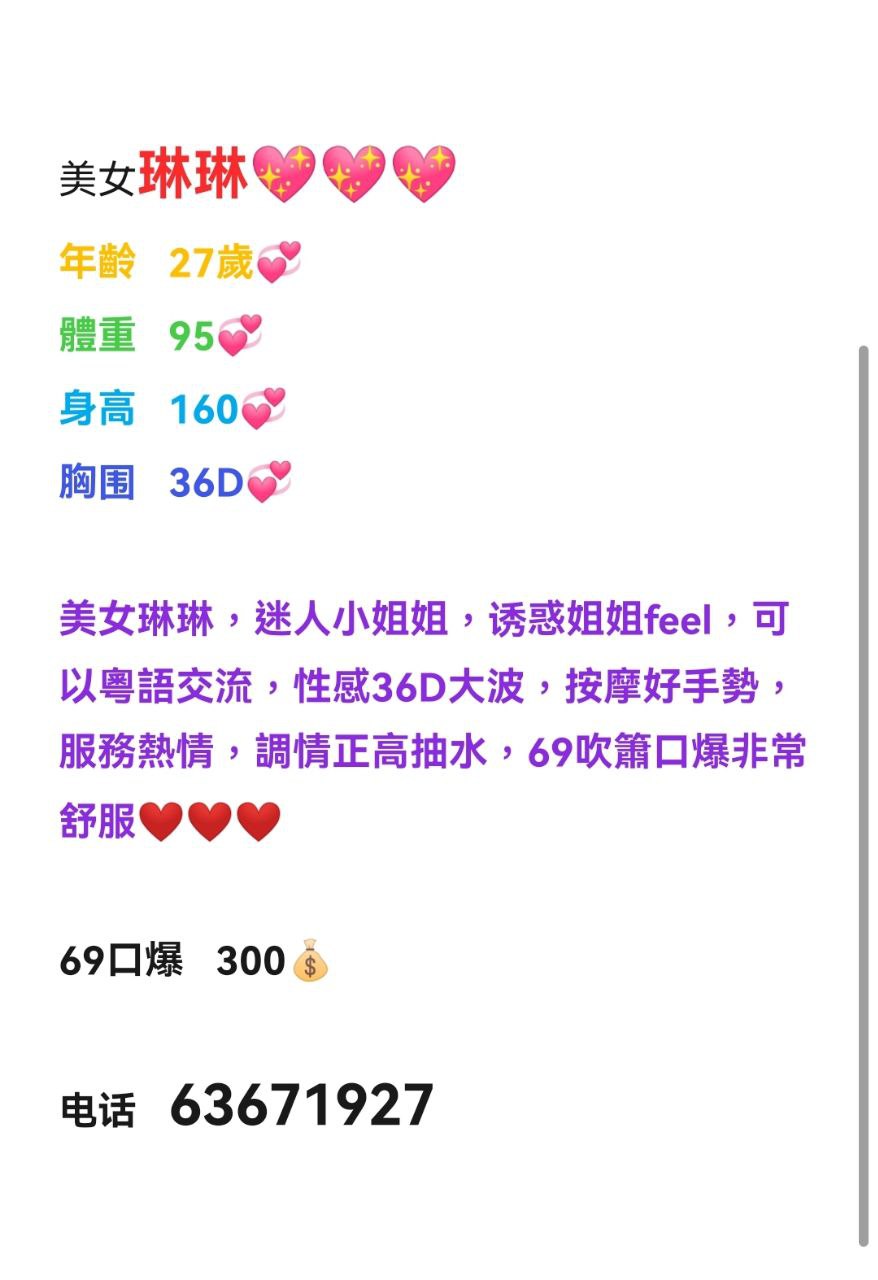 美女琳琳💖💖💖
年齡 27歲💞
體重 95💞
身高 160💞
胸围 36D💞
美女琳琳，迷人小姐姐，诱惑姐姐feel，可
以粵語交流，性感36D大波，按摩好手勢，
服務熱情，調情正高抽水，69吹簫口爆非常
舒服❤️❤️❤️
69口爆 300💰
电话 63671927